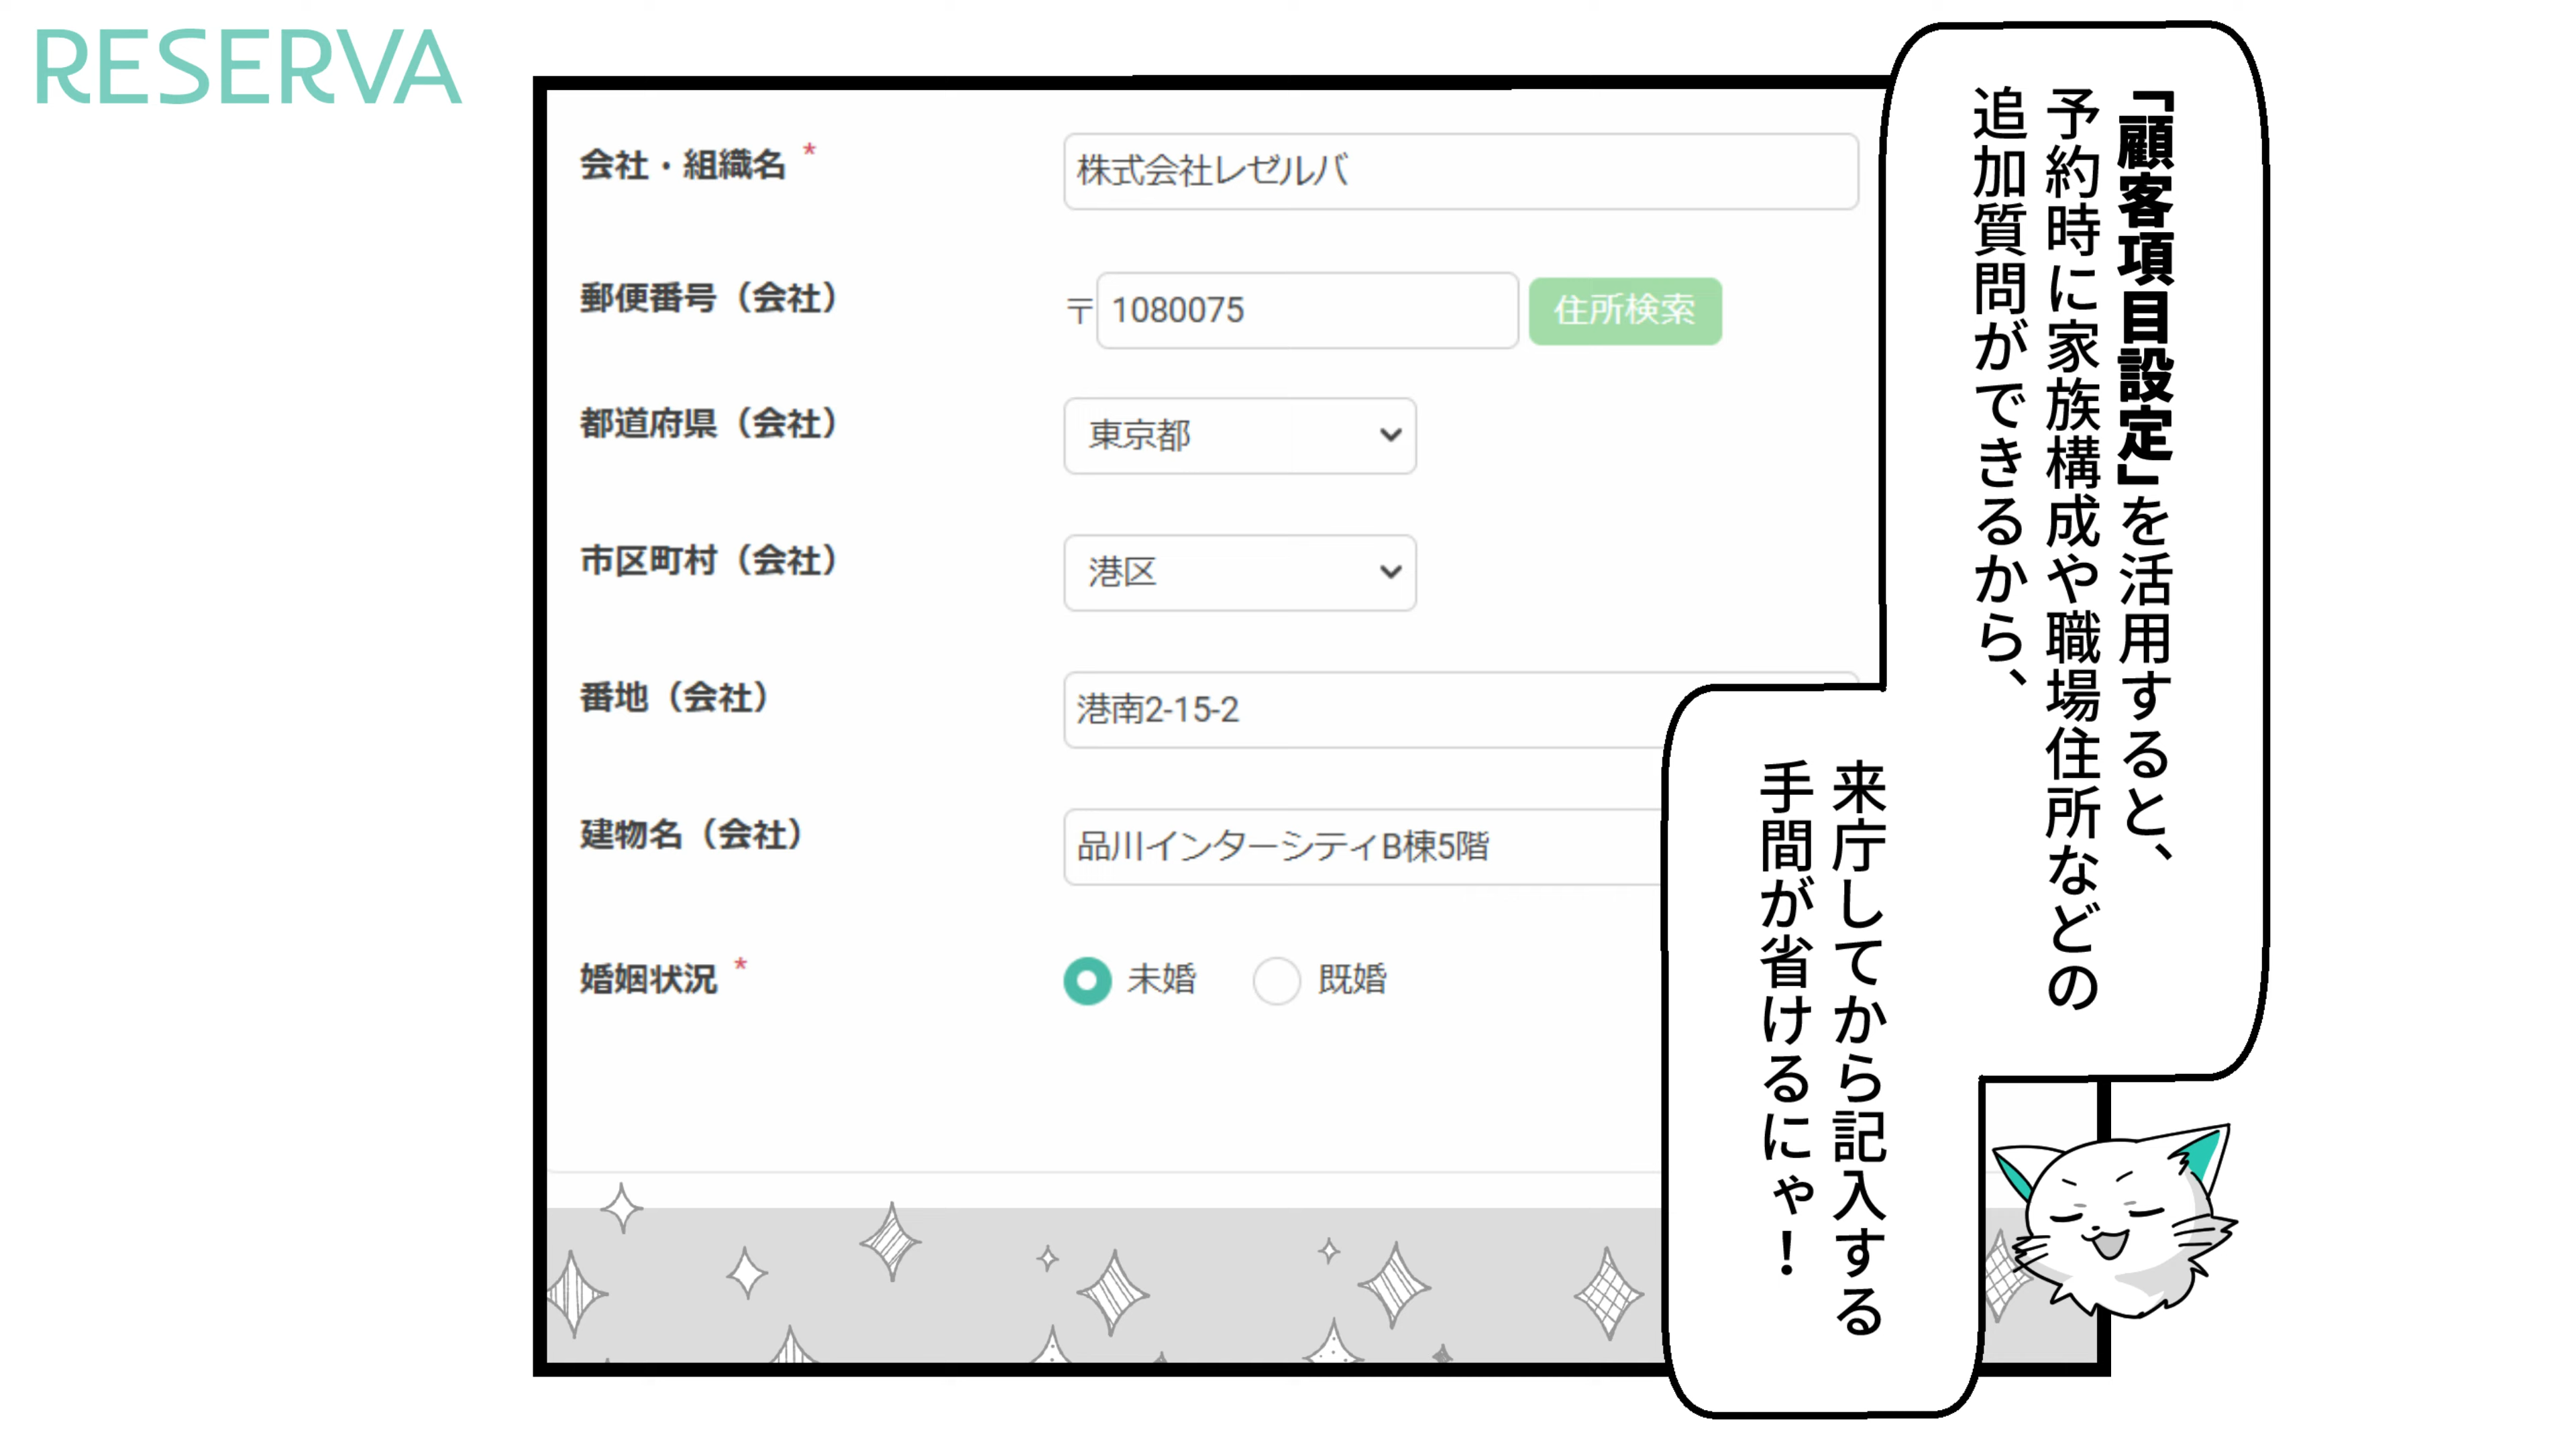 RESERVA
「顧客項目設定」を活用すると、
予約時に家族構成や職場住所などの
追加質問ができるから、
来庁してから記入する
手間が省けるにゃ！
会社・組織名 *
株式会社レゼルバ
郵便番号（会社）
〒 1080075 住所検索
都道府県（会社）
東京都
市区町村（会社）
港区
番地（会社）
港南2-15-2
建物名（会社）
品川インターシティB棟5階
婚姻状況 *
未婚 既婚